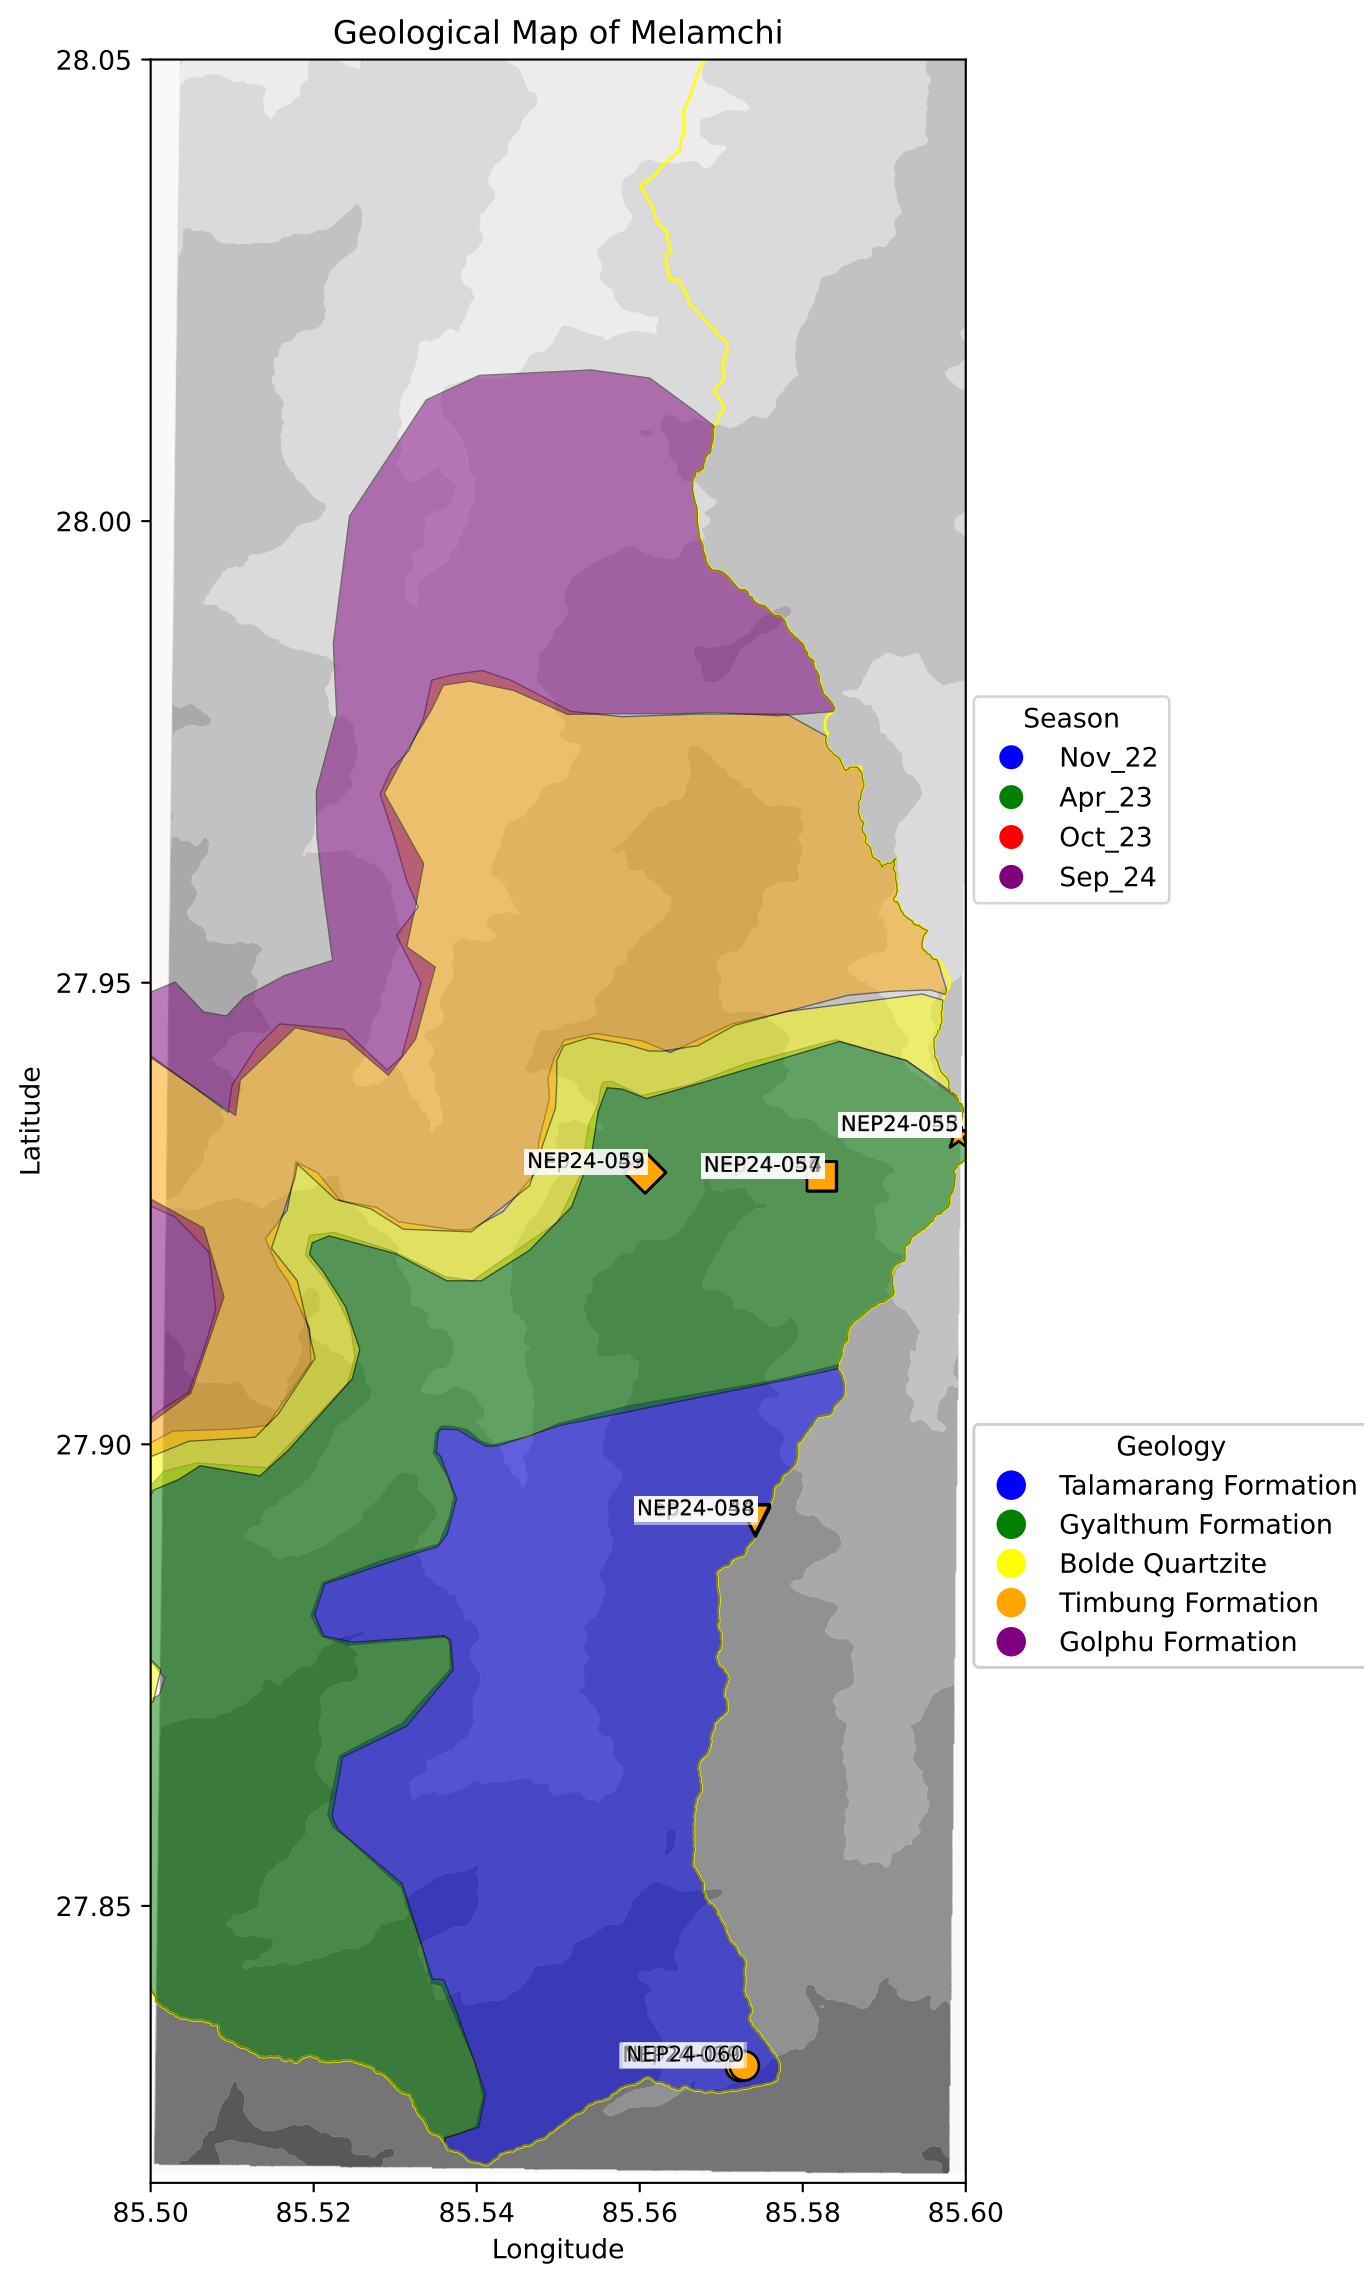 Geological Map of Melamchi
28.05
28.00
27.95
27.90
27.85
Latitude
85.50 85.52 85.54 85.56 85.58 85.60
Longitude
NEP24-055
NEP24-059
NEP24-057
NEP24-058
NEP24-060
Season
Nov_22
Apr_23
Oct_23
Sep_24
Geology
Talamarang Formation
Gyalthum Formation
Bolde Quartzite
Timbung Formation
Golphu Formation